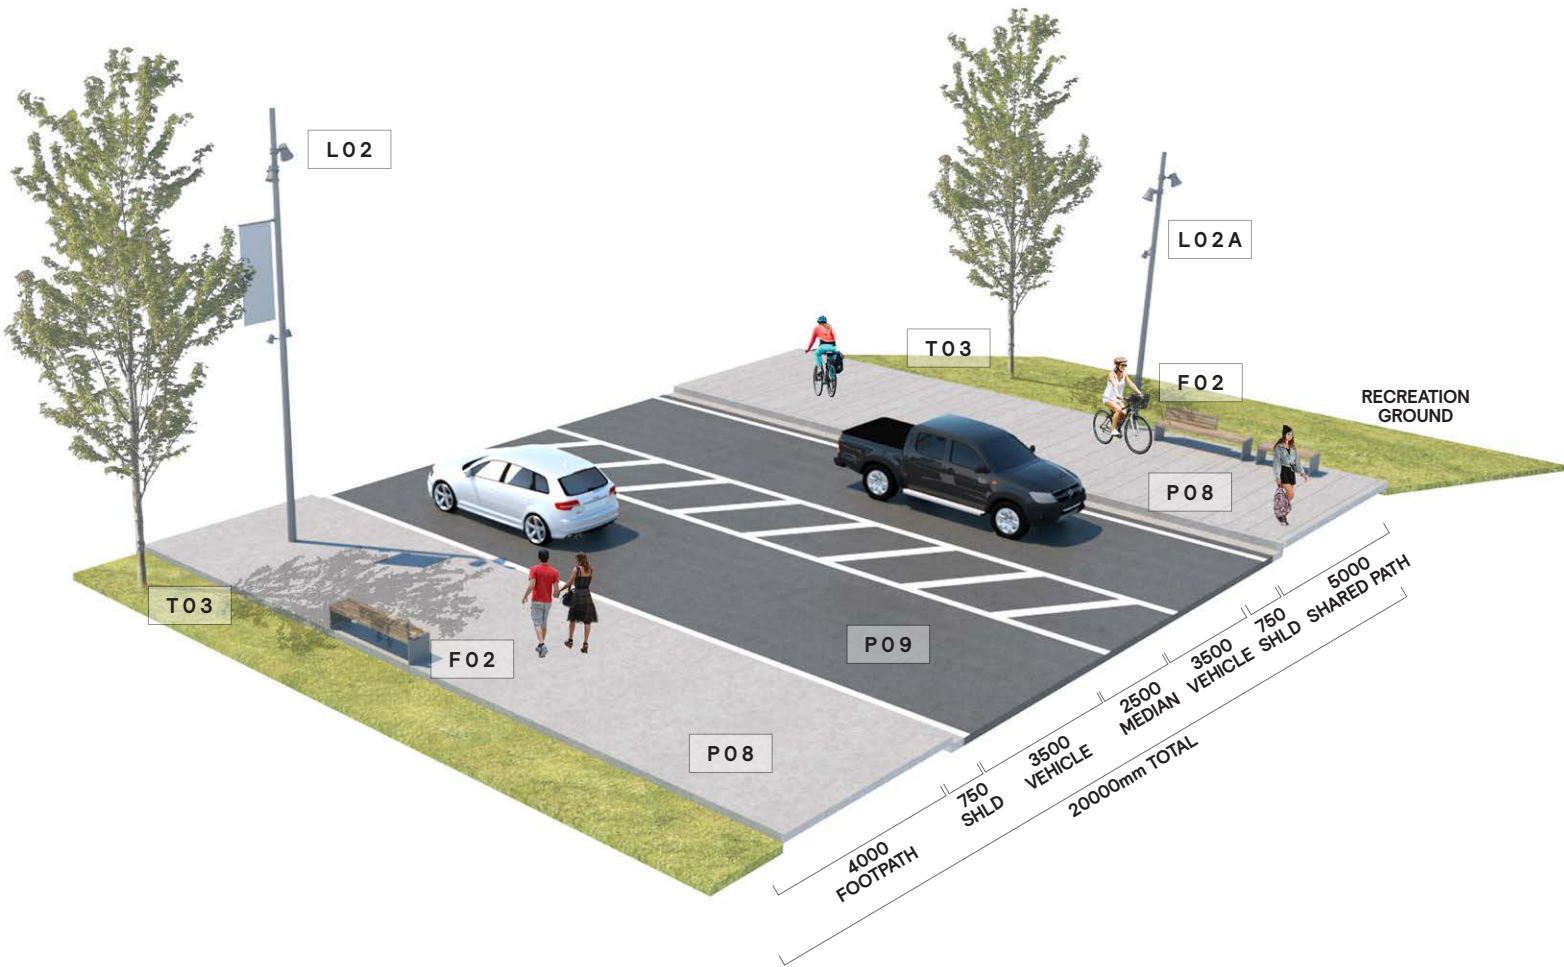 L02
L02A
T03
F02
RECREATION
GROUND
P08
T03
F02
P09
P08
4000
FOOTPATH
750
SHLD
3500
VEHICLE
2500
MEDIAN
3500
VEHICLE
750
SHLD
5000
SHARED PATH
20000mm TOTAL